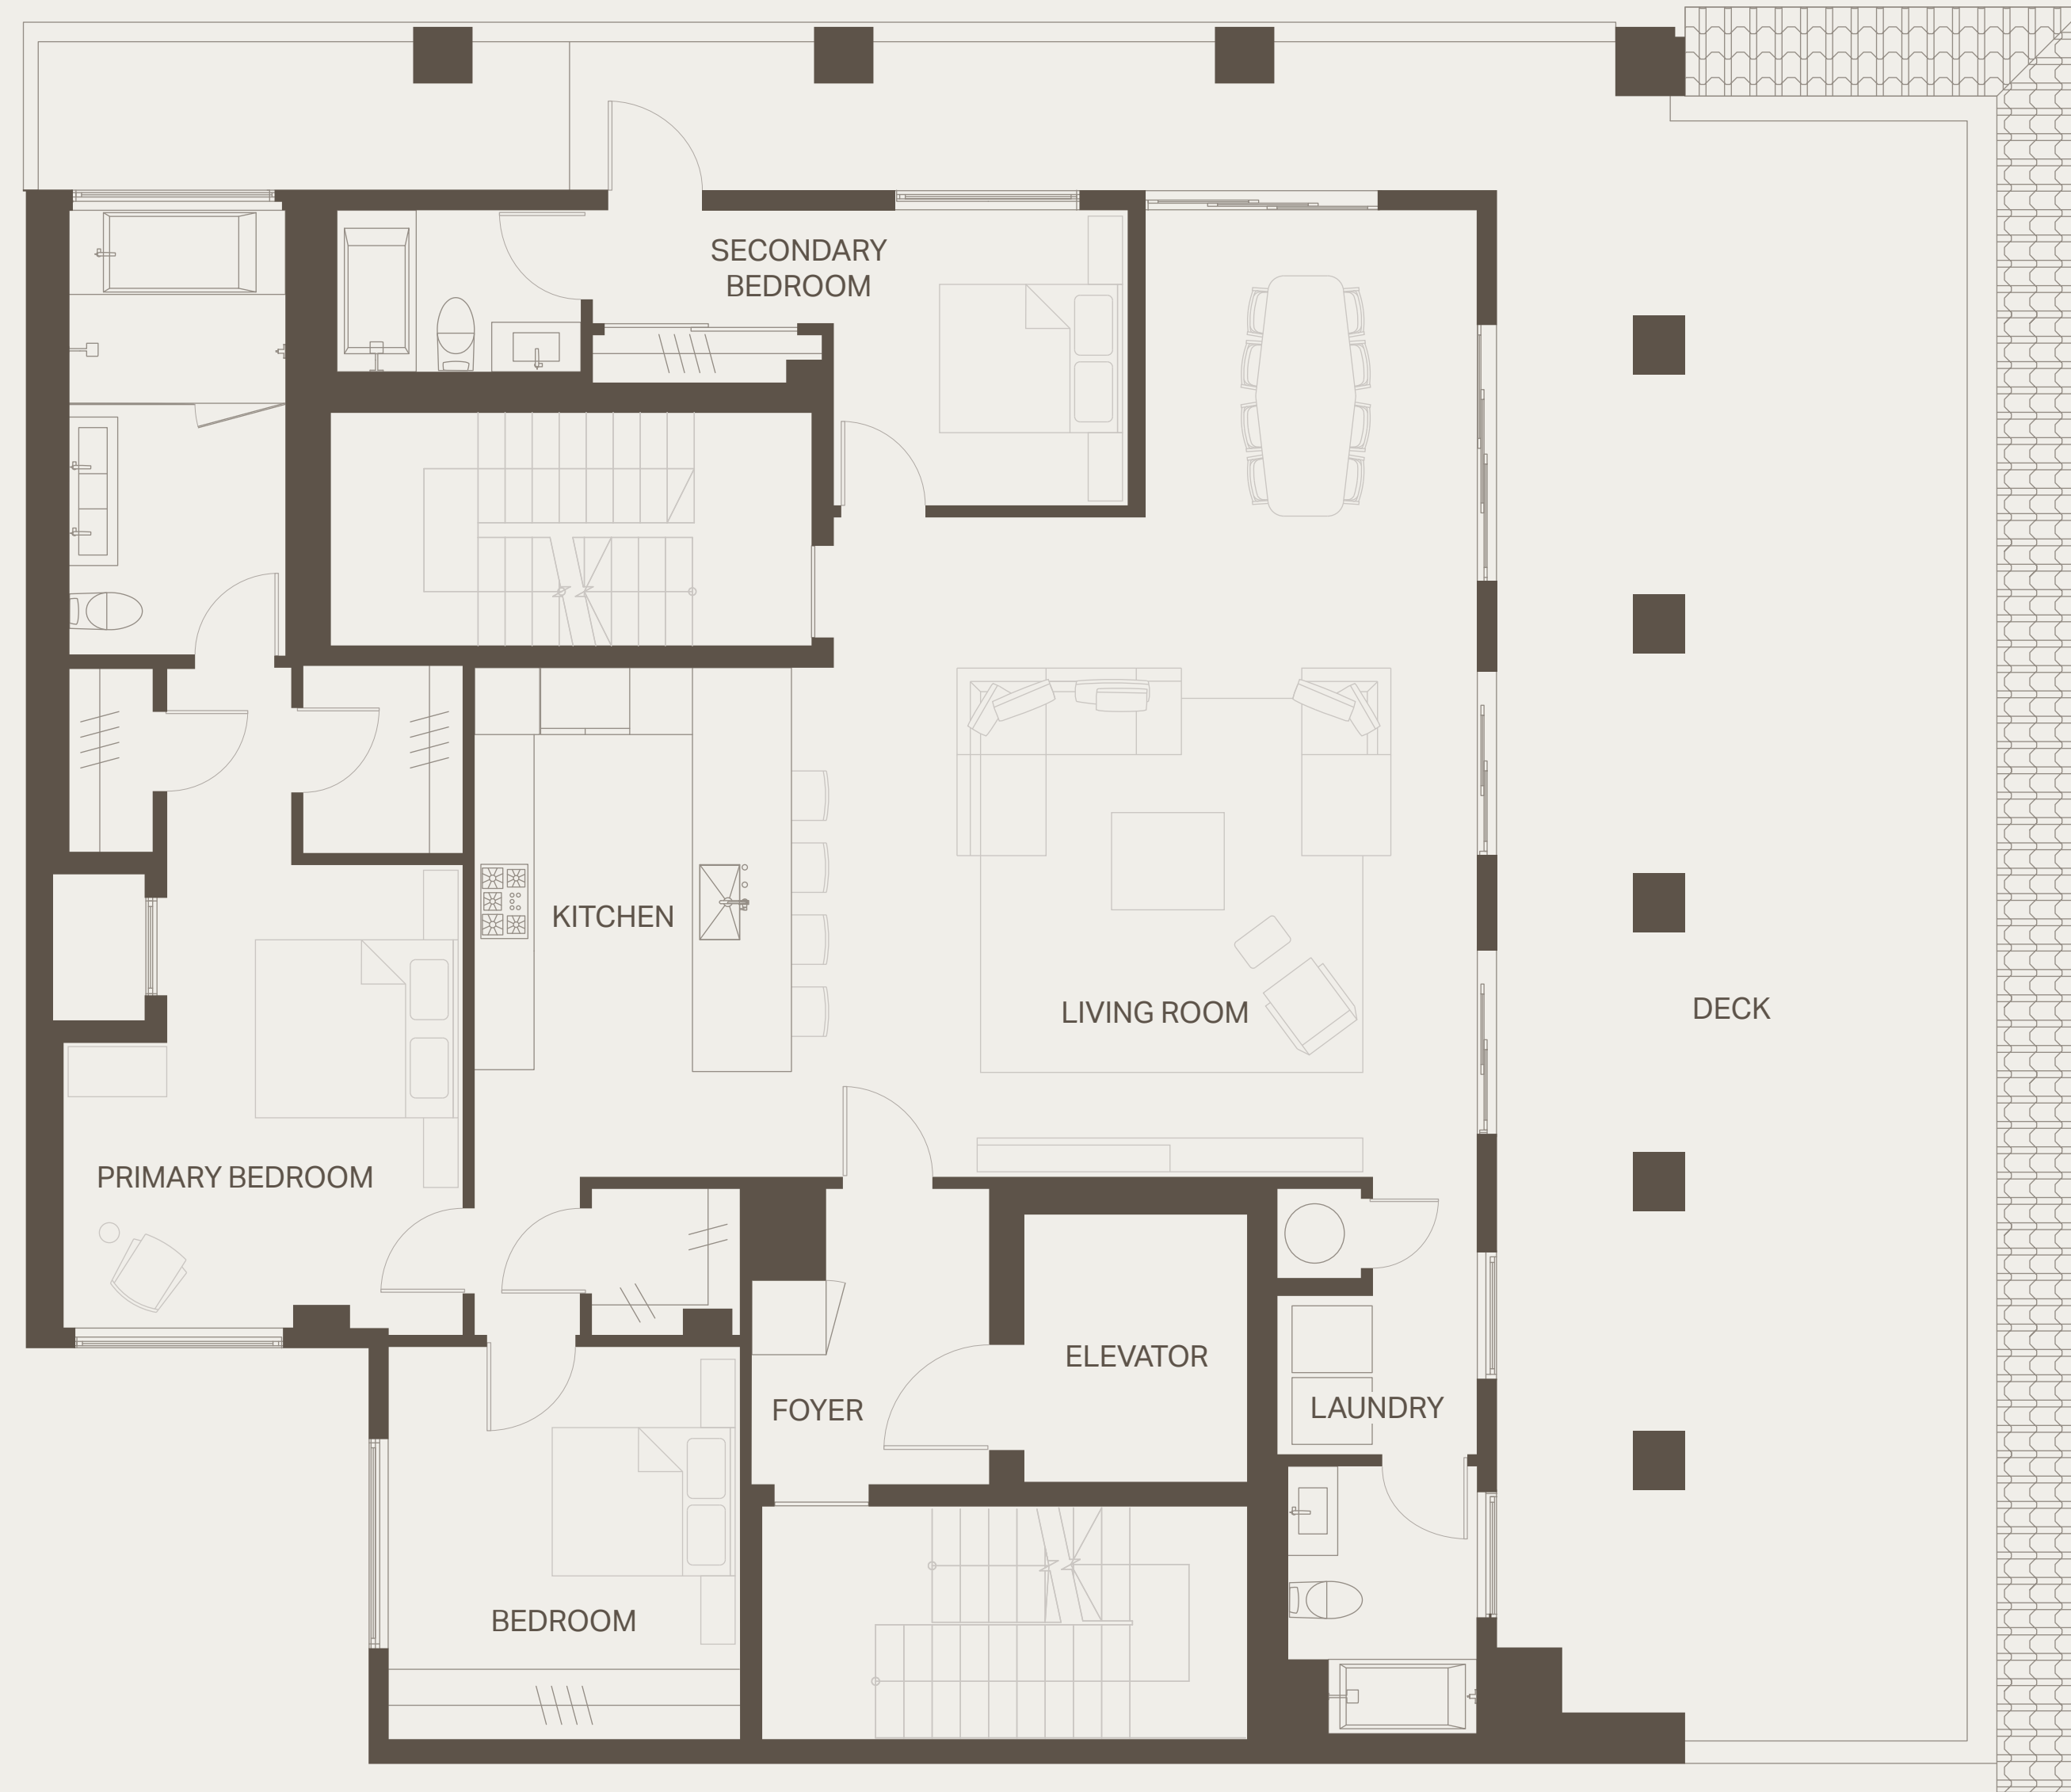 SECONDARY
BEDROOM
KITCHEN
LIVING ROOM
DECK
PRIMARY BEDROOM
ELEVATOR
FOYER
LAUNDRY
BEDROOM